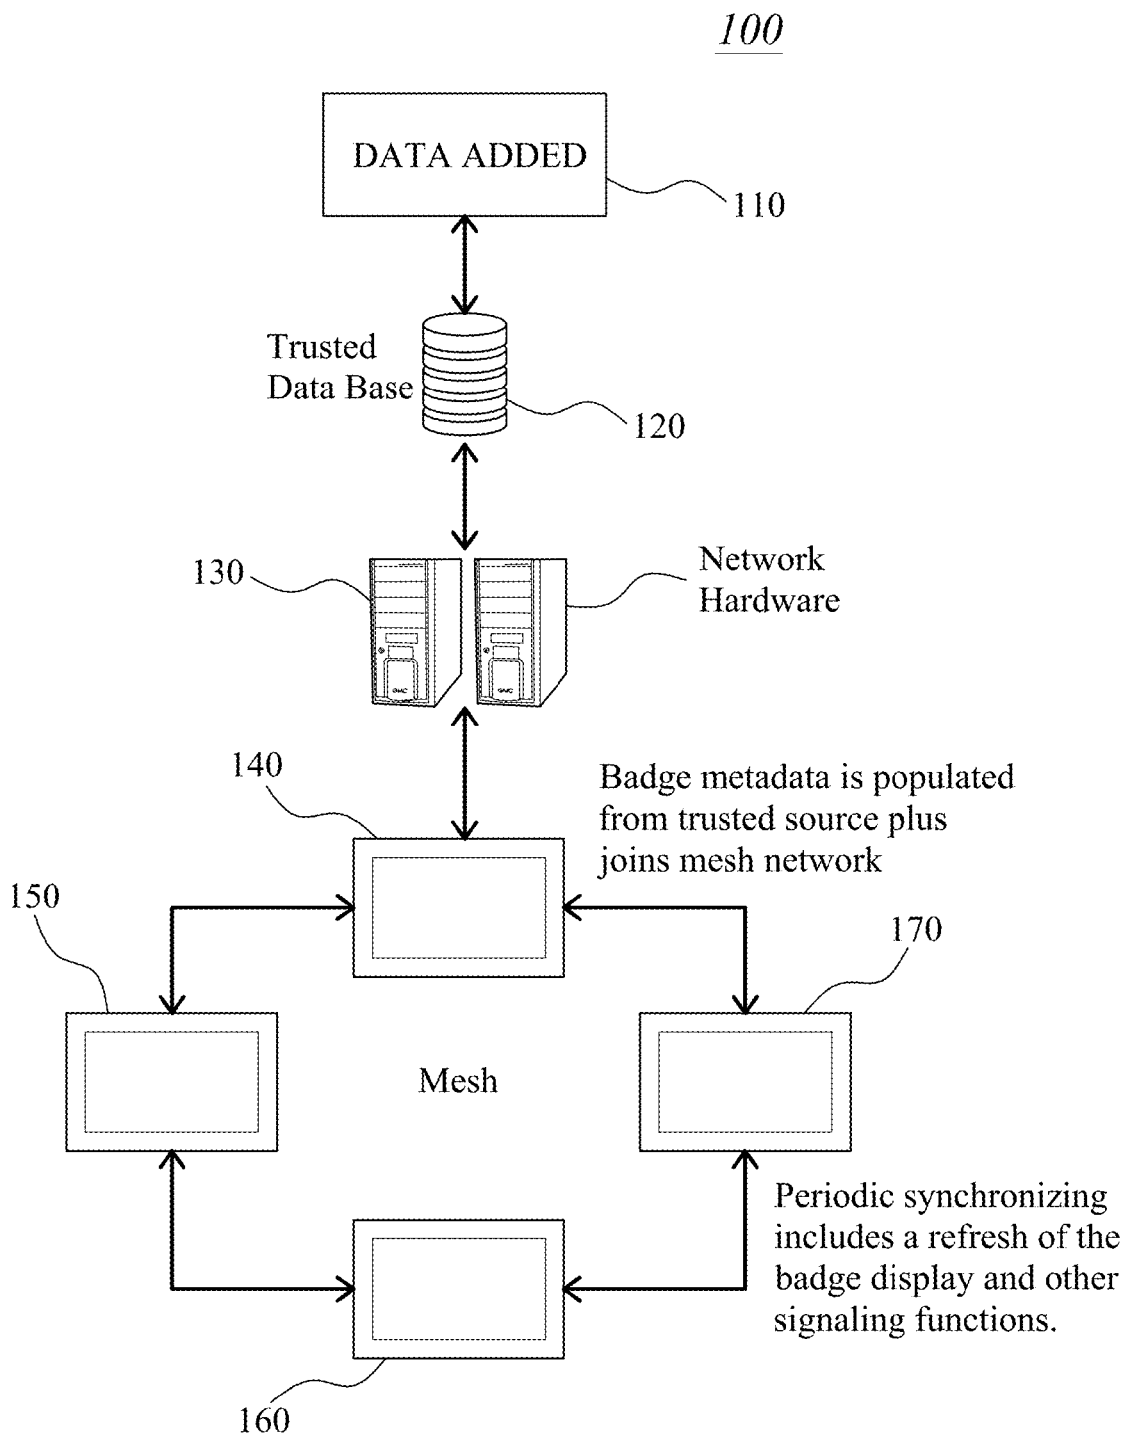 100
DATA ADDED
110
Trusted
Data Base
120
130
Network
Hardware
140
Badge metadata is populated
from trusted source plus
joins mesh network
150
170
Mesh
Periodic synchronizing
includes a refresh of the
badge display and other
signaling functions.
160